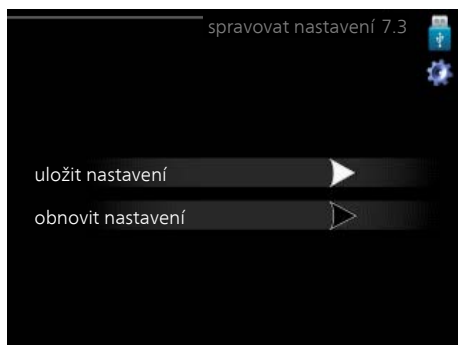 spravovat nastavení 7.3
uložit nastavení
obnovit nastavení